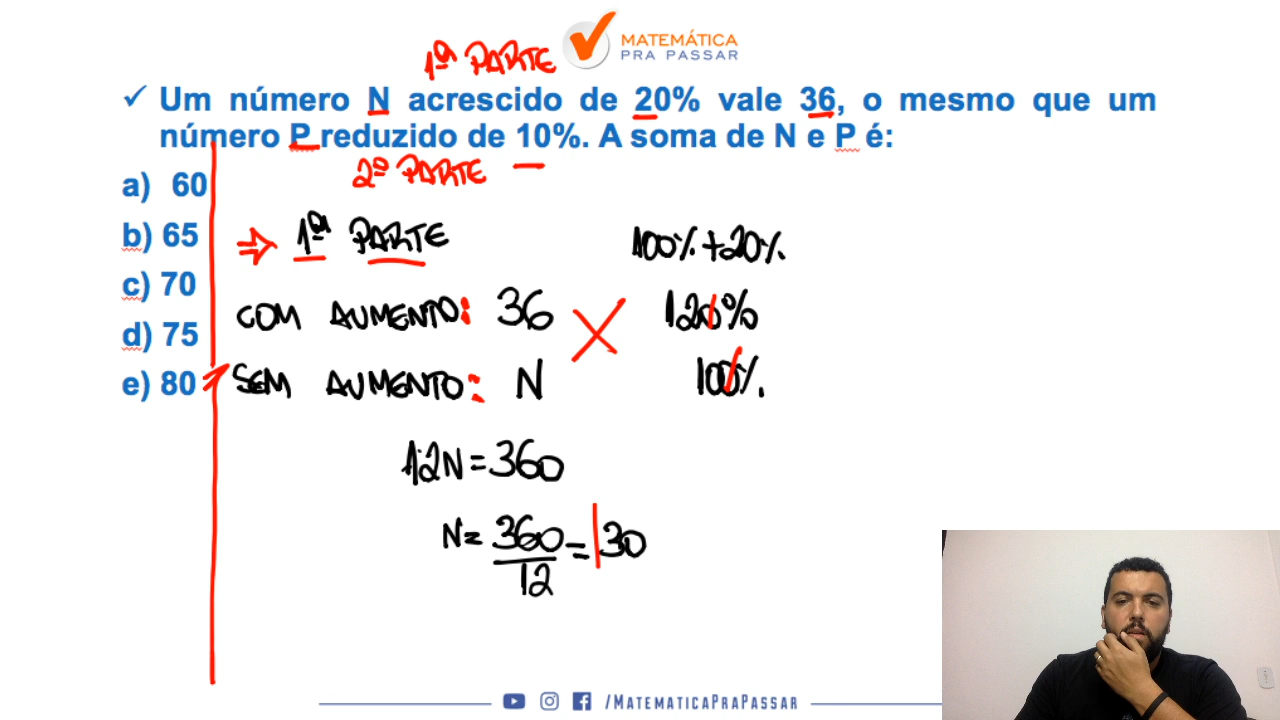 MATEMÁTICA
PRA PASSAR
1ª PARTE
✓ Um número N acrescido de 20% vale 36, o mesmo que um
número P reduzido de 10%. A soma de N e P é:
2ª PARTE
a) 60
b) 65
c) 70
d) 75
e) 80
⇒ 1ª PARTE
100% + 20%
COM AUMENTO: 36 120%
SEM AUMENTO: N 100%
12N = 360
N = 360/12 = 30
/MATEMATICAPRAPASSAR